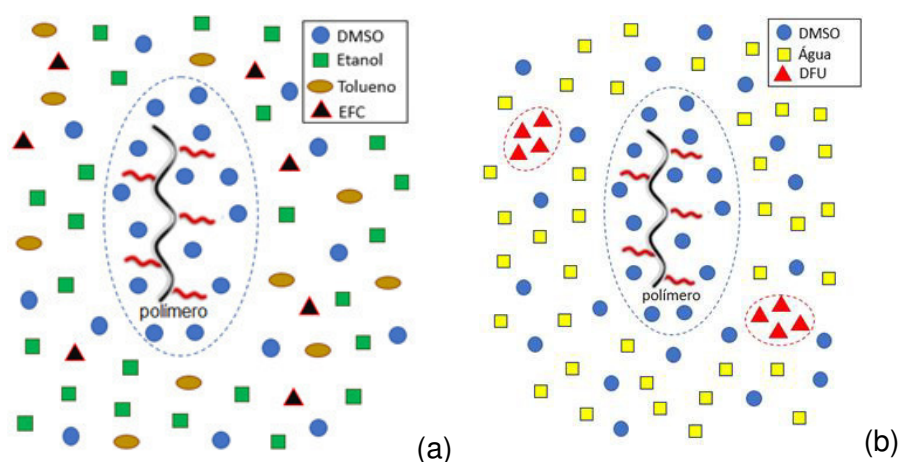 DMSO
Etanol
Tolueno
EFC
polímero
(a)
DMSO
Água
DFU
polímero
(b)